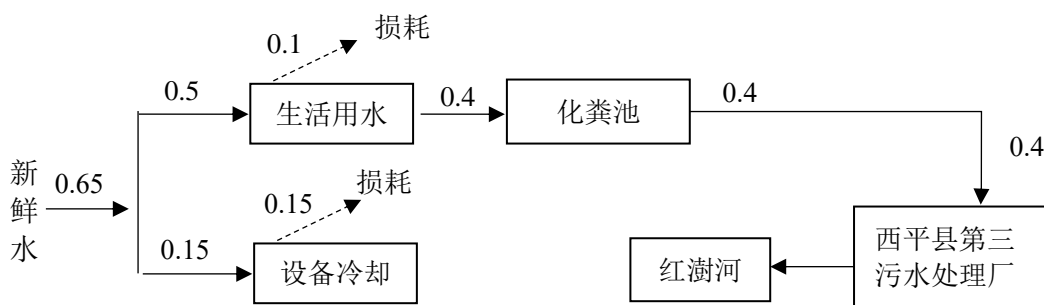 损耗
0.1
0.5
生活用水
0.4
化粪池
0.4
0.4
新鲜水
0.65
损耗
0.15
0.15
设备冷却
西平县第三
污水处理厂
红澍河